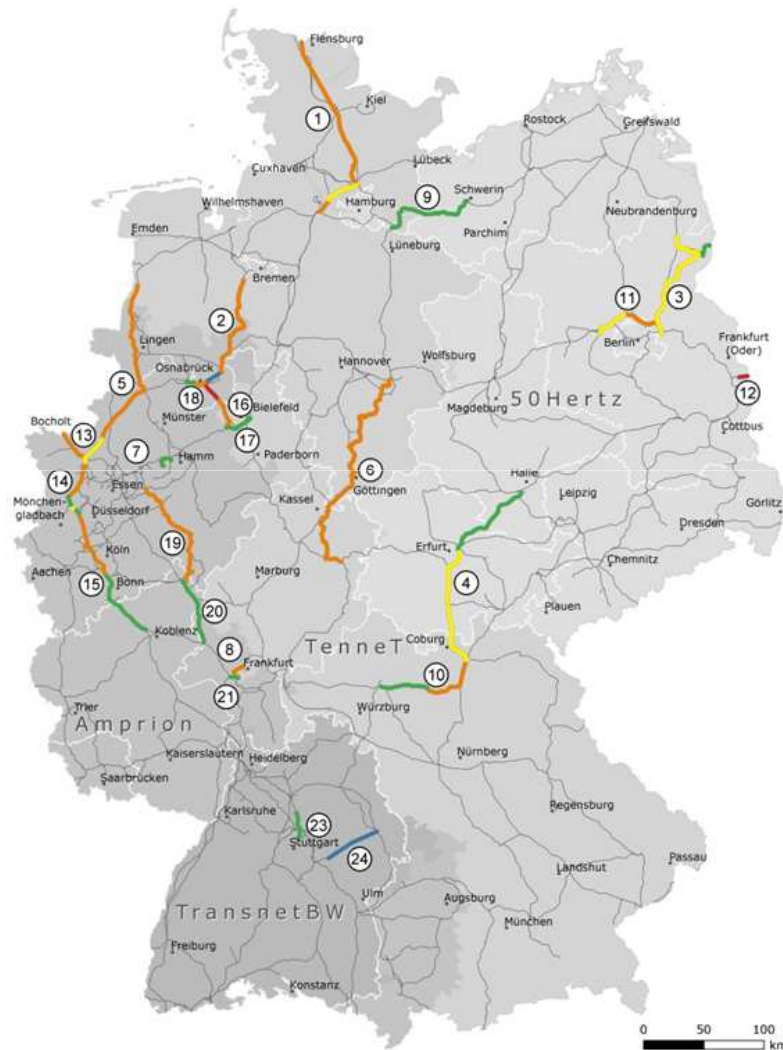 Flensburg
Kiel
1
Rostock
Greifswald
Cuxhaven
Lübeck
9
Schwerin
Wilhelmshaven
Hamburg
Neubrandenburg
Emden
Parchim
Lüneburg
Bremen
11
3
2
Lingen
Berlin
Frankfurt
(Oder)
Osnabrück
Hannover
Wolfsburg
5
18
16
Bielefeld
50Hertz
12
Bocholt
Münster
Magdeburg
13
17
Cottbus
7
Hamm
Paderborn
6
14
Essen
Göttingen
Halle
Mönchen-
gladbach
Düsseldorf
Kassel
Leipzig
Görlitz
19
Dresden
Köln
Erfurt
Aachen
15
Bonn
Marburg
4
Chemnitz
20
Plauen
Koblenz
8
TenneT
Coburg
Frankfurt
21
10
Trier
Würzburg
Amprion
Kaiserslautern
Heidelberg
Nürnberg
Saarbrücken
Karlsruhe
23
Regensburg
Stuttgart
24
Passau
Landshut
Ulm
Augsburg
TransnetBW
München
Freiburg
Konstanz
0 50 100
km